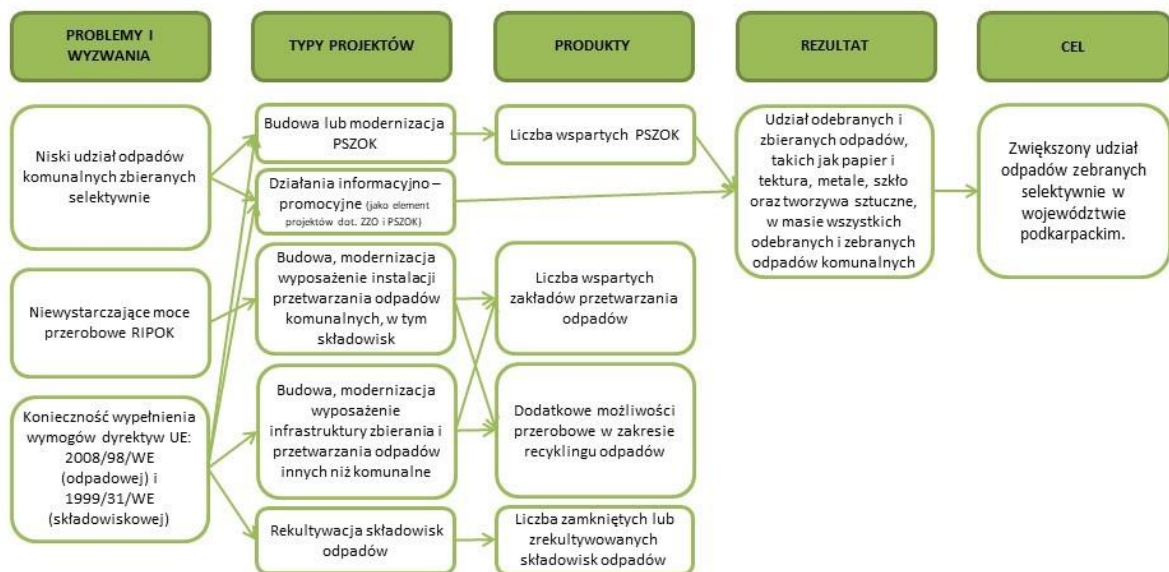 PROBLEMY I
WYZWANIA
TYPY PROJEKTÓW
PRODUKTY
REZULTAT
CEL
Niski udział odpadów
komunalnych zbieranych
selektywnie
Niewystarczające moce
przerobowe RIPOK
Konieczność wypełnienia
wymogów dyrektyw UE:
2008/98/WE
(odpadowej) i
1999/31/WE
(składowiskowej)
Budowa lub modernizacja
PSZOK
Działania informacyjno –
promocyjne (jako element
projektów dot. ZZO i PSZOK)
Budowa, modernizacja
wyposażenie instalacji
przetwarzania odpadów
komunalnych, w tym
składowisk
Budowa, modernizacja
wyposażenie
infrastruktury zbierania i
przetwarzania odpadów
innych niż komunalne
Rekultywacja składowisk
odpadów
Liczba wspartych PSZOK
Liczba wspartych
zakładów przetwarzania
odpadów
Dodatkowe możliwości
przerobowe w zakresie
recyklingu odpadów
Liczba zamkniętych lub
zrekultywowanych
składowisk odpadów
Udział odebranych i
zbieranych odpadów,
takich jak papier i
tektura, metale, szkło
oraz tworzywa sztuczne,
w masie wszystkich
odebranych i zebranych
odpadów komunalnych
Zwiększony udział
odpadów zebranych
selektywnie w
województwie
podkarpackim.